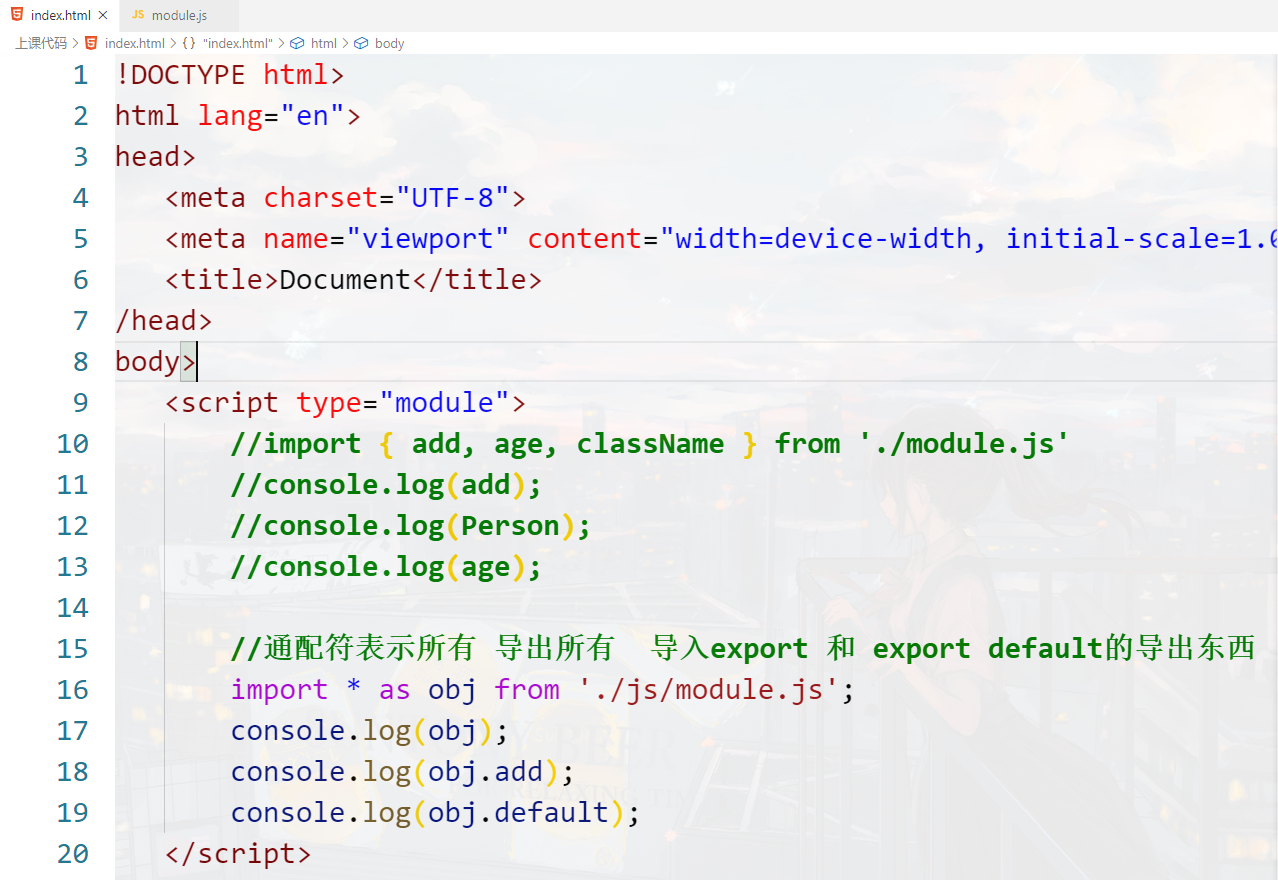 index.html
JS module.js
上课代码 > index.html > {} "index.html" > html > body
1 !DOCTYPE html>
2 html lang="en">
3 head>
4 <meta charset="UTF-8">
5 <meta name="viewport" content="width=device-width, initial-scale=1.0
6 <title>Document</title>
7 /head>
8 body>
9 <script type="module">
10 //import { add, age, className } from './module.js'
11 //console.log(add);
12 //console.log(Person);
13 //console.log(age);
14
15 //通配符表示所有 导出所有 导入export 和 export default的导出东西
16 import * as obj from './js/module.js';
17 console.log(obj);
18 console.log(obj.add);
19 console.log(obj.default);
20 </script>